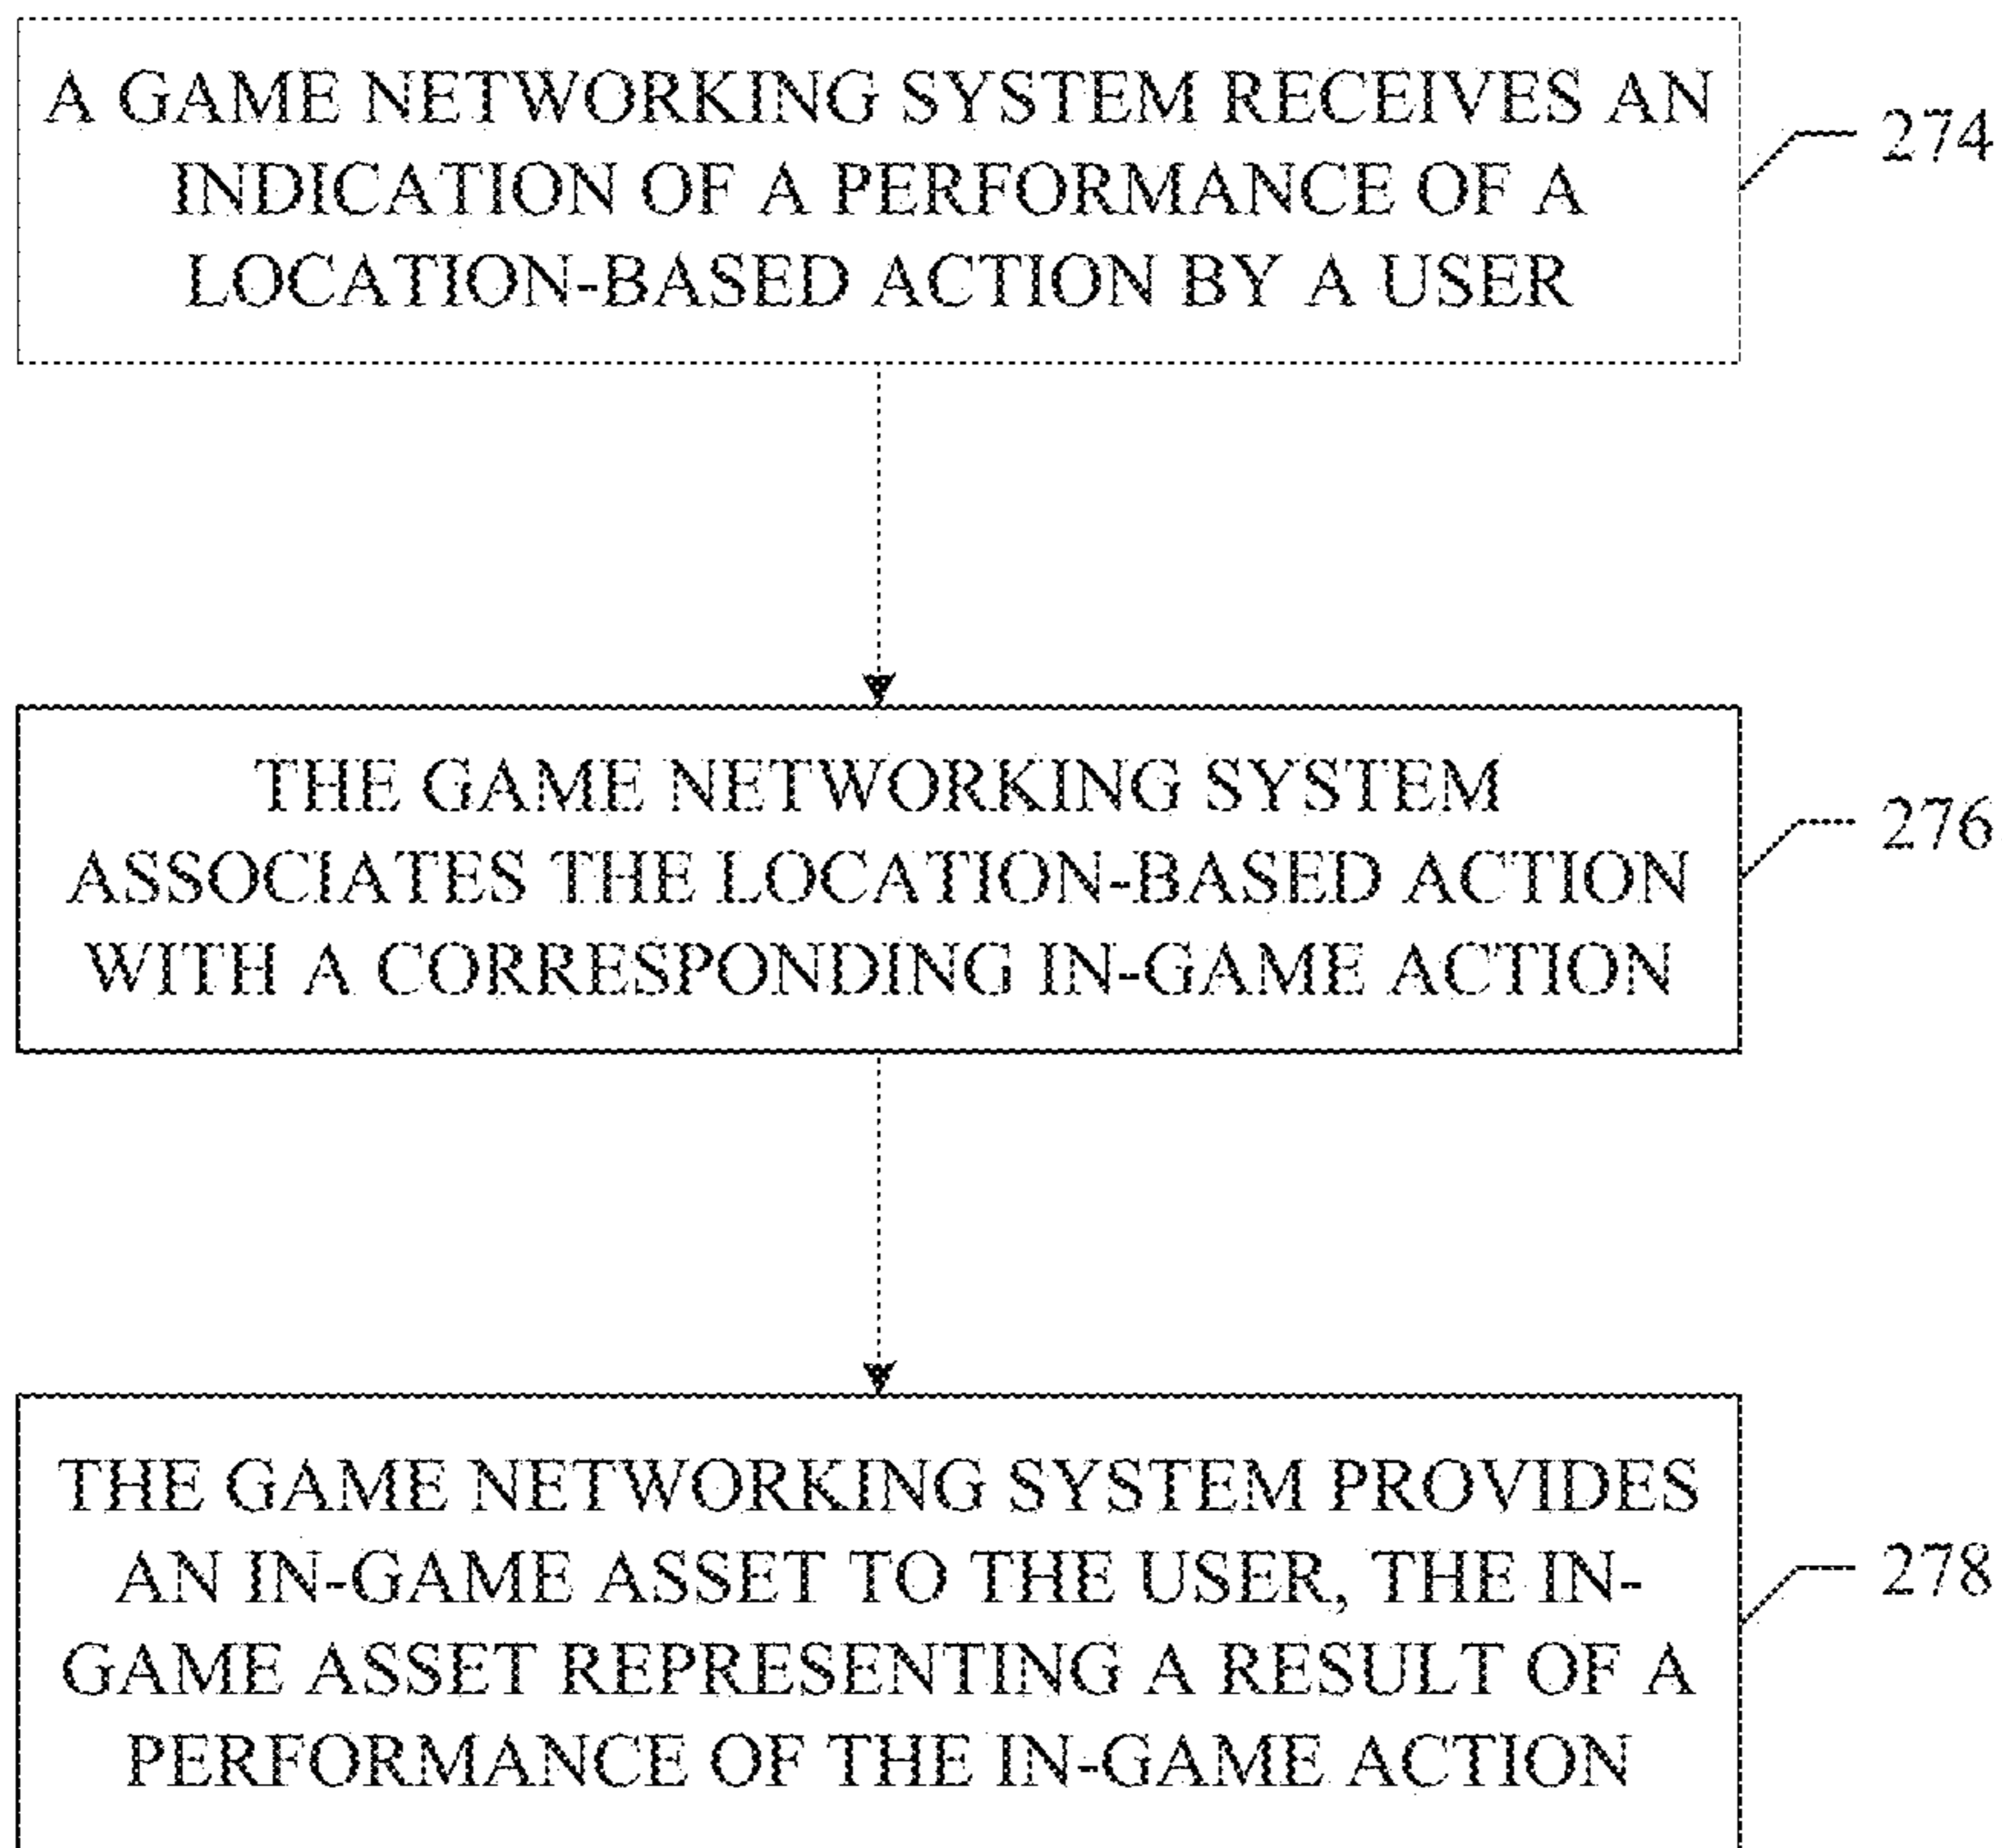 A GAME NETWORKING SYSTEM RECEIVES AN
INDICATION OF A PERFORMANCE OF A
LOCATION-BASED ACTION BY A USER
274
THE GAME NETWORKING SYSTEM
ASSOCIATES THE LOCATION-BASED ACTION
WITH A CORRESPONDING IN-GAME ACTION
276
THE GAME NETWORKING SYSTEM PROVIDES
AN IN-GAME ASSET TO THE USER, THE IN-
GAME ASSET REPRESENTING A RESULT OF A
PERFORMANCE OF THE IN-GAME ACTION
278